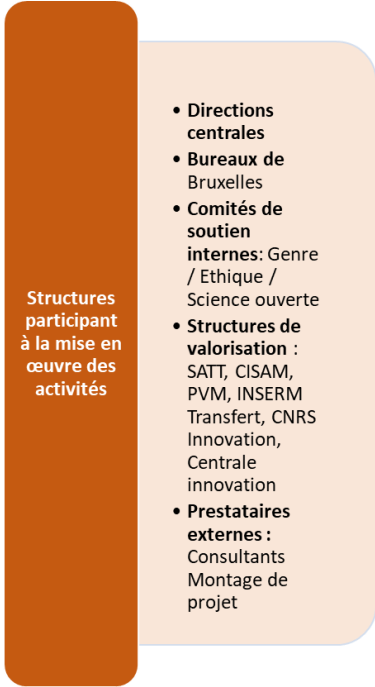 Structures
participant
à la mise en
œuvre des
activités
• Directions
centrales
• Bureaux de
Bruxelles
• Comités de
soutien
internes: Genre
/ Ethique /
Science ouverte
• Structures de
valorisation :
SATT, CISAM,
PVM, INSERM
Transfert, CNRS
Innovation,
Centrale
innovation
• Prestataires
externes :
Consultants
Montage de
projet